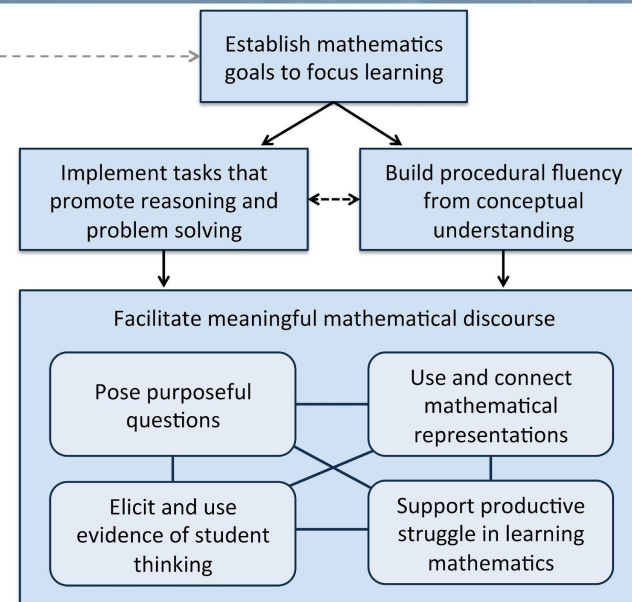 Establish mathematics
goals to focus learning
Implement tasks that
promote reasoning and
problem solving
Build procedural fluency
from conceptual
understanding
Facilitate meaningful mathematical discourse
Pose purposeful
questions
Use and connect
mathematical
representations
Elicit and use
evidence of student
thinking
Support productive
struggle in learning
mathematics